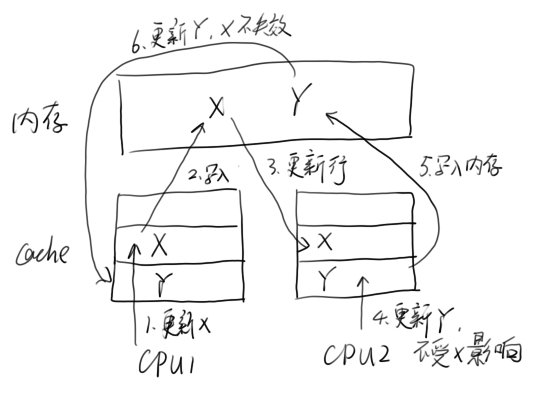 6.更新Y,X不失效
内存
X
Y
2.写入
3.更新行
5.写入内存
Cache
X
Y
X
Y
1.更新X
CPU1
4.更新Y,
不受X影响
CPU2